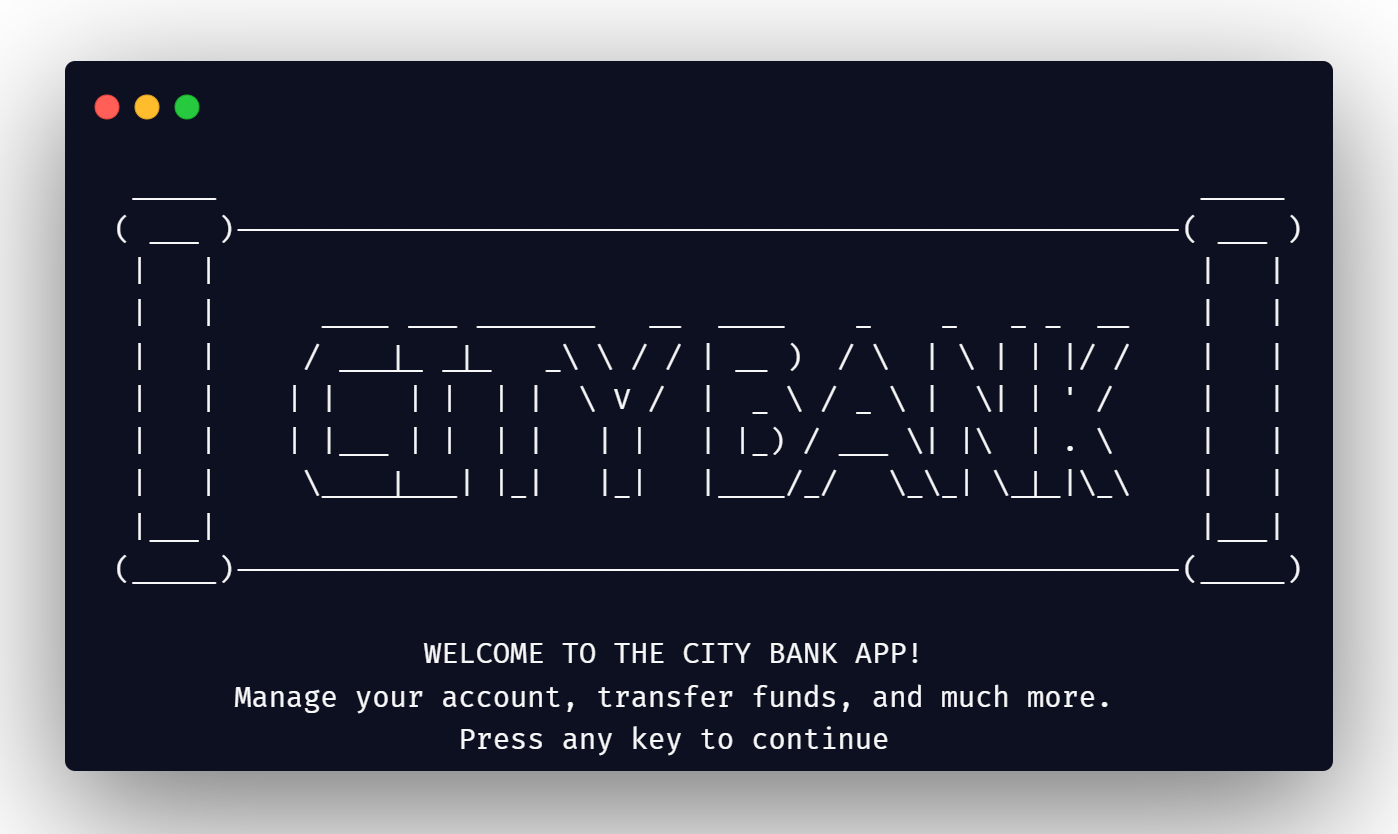 CITY BANK
WELCOME TO THE CITY BANK APP!
Manage your account, transfer funds, and much more.
Press any key to continue